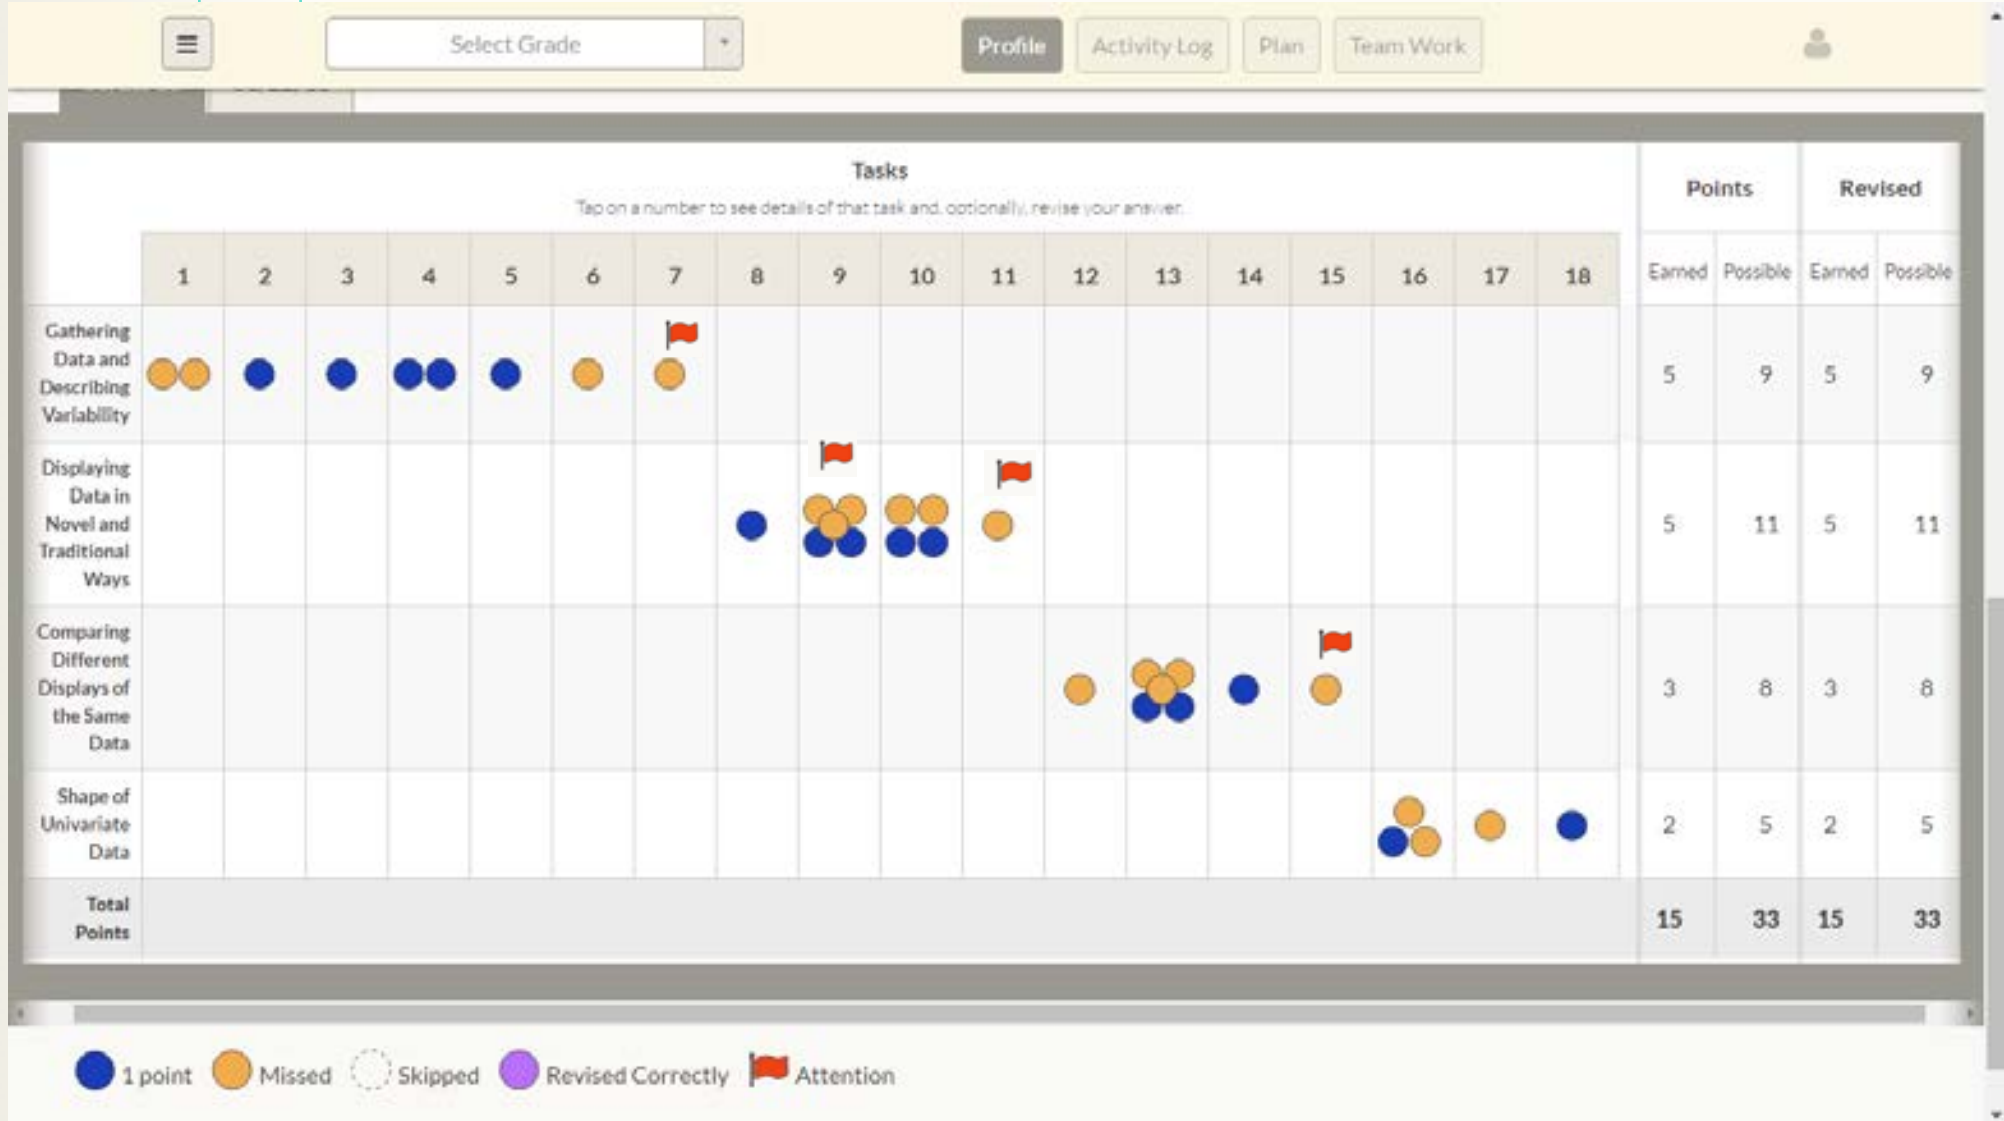 Select Grade
Profile
Activity Log
Plan
Team Work
Tasks
Tap on a number to see details of that task and, optionally, revise your answer.
Points
Revised
1 2 3 4 5 6 7 8 9 10 11 12 13 14 15 16 17 18
Earned Possible Earned Possible
Gathering
Data and
Describing
Variability
5 9 5 9
Displaying
Data in
Novel and
Traditional
Ways
5 11 5 11
Comparing
Different
Displays of
the Same
Data
3 8 3 8
Shape of
Univariate
Data
2 5 2 5
Total
Points
15 33 15 33
1 point Missed Skipped Revised Correctly Attention